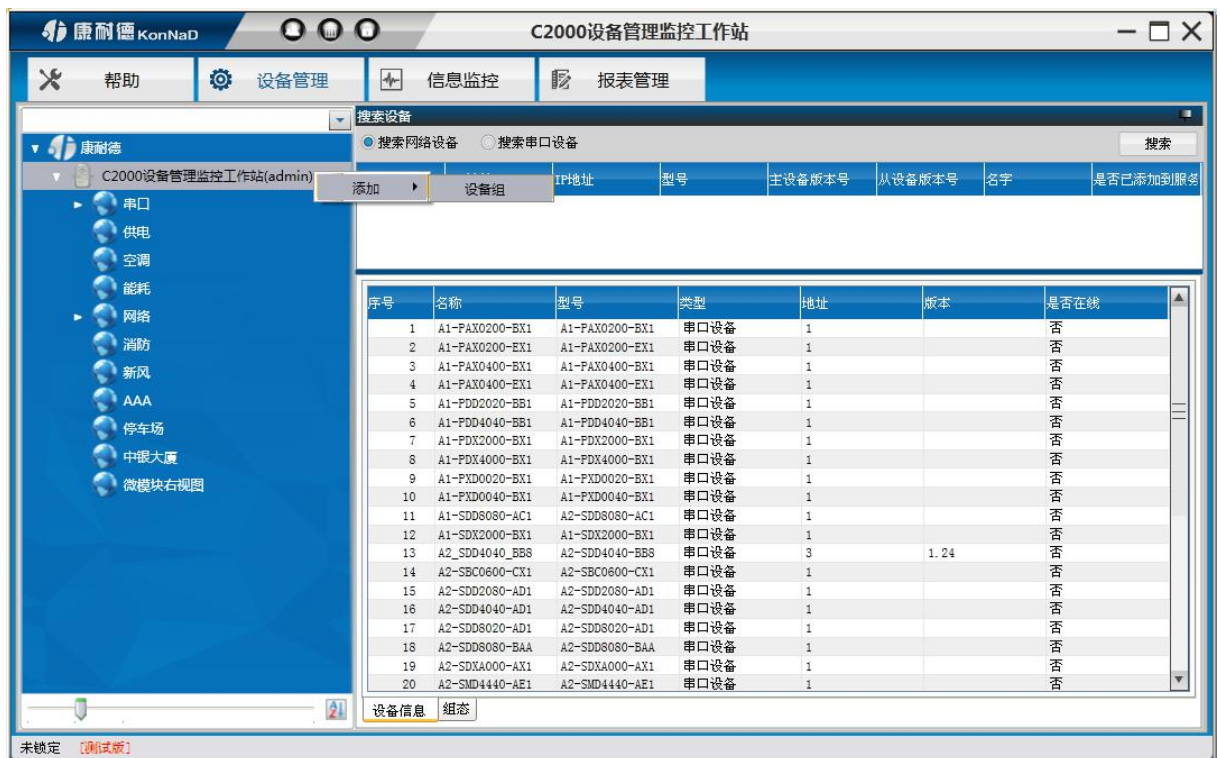 康耐德 KonNaD
C2000设备管理监控工作站
帮助 设备管理 信息监控 报表管理
搜索设备
搜索网络设备 搜索串口设备 搜索
康耐德
C2000设备管理监控工作站(admin)
串口
供电
空调
能耗
网络
消防
新风
AAA
停车场
中银大厦
微模块右视图
添加 设备组
IP地址 型号 主设备版本号 从设备版本号 名字 是否已添加到服务
序号 名称 型号 类型 地址 版本 是否在线
1 A1-PAX0200-BX1 A1-PAX0200-BX1 串口设备 1 否
2 A1-PAX0200-EX1 A1-PAX0200-EX1 串口设备 1 否
3 A1-PAX0400-BX1 A1-PAX0400-BX1 串口设备 1 否
4 A1-PAX0400-EX1 A1-PAX0400-EX1 串口设备 1 否
5 A1-PDD2020-BB1 A1-PDD2020-BB1 串口设备 1 否
6 A1-PDD4040-BB1 A1-PDD4040-BB1 串口设备 1 否
7 A1-PDX2000-BX1 A1-PDX2000-BX1 串口设备 1 否
8 A1-PDX4000-BX1 A1-PDX4000-BX1 串口设备 1 否
9 A1-PXD0020-BX1 A1-PXD0020-BX1 串口设备 1 否
10 A1-PXD0040-BX1 A1-PXD0040-BX1 串口设备 1 否
11 A1-SDD8080-AC1 A2-SDD8080-AC1 串口设备 1 否
12 A1-SDX2000-BX1 A1-SDX2000-BX1 串口设备 1 否
13 A2_SDD4040_BB8 A2-SDD4040-BB8 串口设备 3 1.24 否
14 A2-SBC0600-CX1 A2-SBC0600-CX1 串口设备 1 否
15 A2-SDD2080-AD1 A2-SDD2080-AD1 串口设备 1 否
16 A2-SDD4040-AD1 A2-SDD4040-AD1 串口设备 1 否
17 A2-SDD8020-AD1 A2-SDD8020-AD1 串口设备 1 否
18 A2-SDD8080-BAA A2-SDD8080-BAA 串口设备 1 否
19 A2-SDXA000-AX1 A2-SDXA000-AX1 串口设备 1 否
20 A2-SMD4440-AE1 A2-SMD4440-AE1 串口设备 1 否
设备信息 组态
未锁定 [测试版]